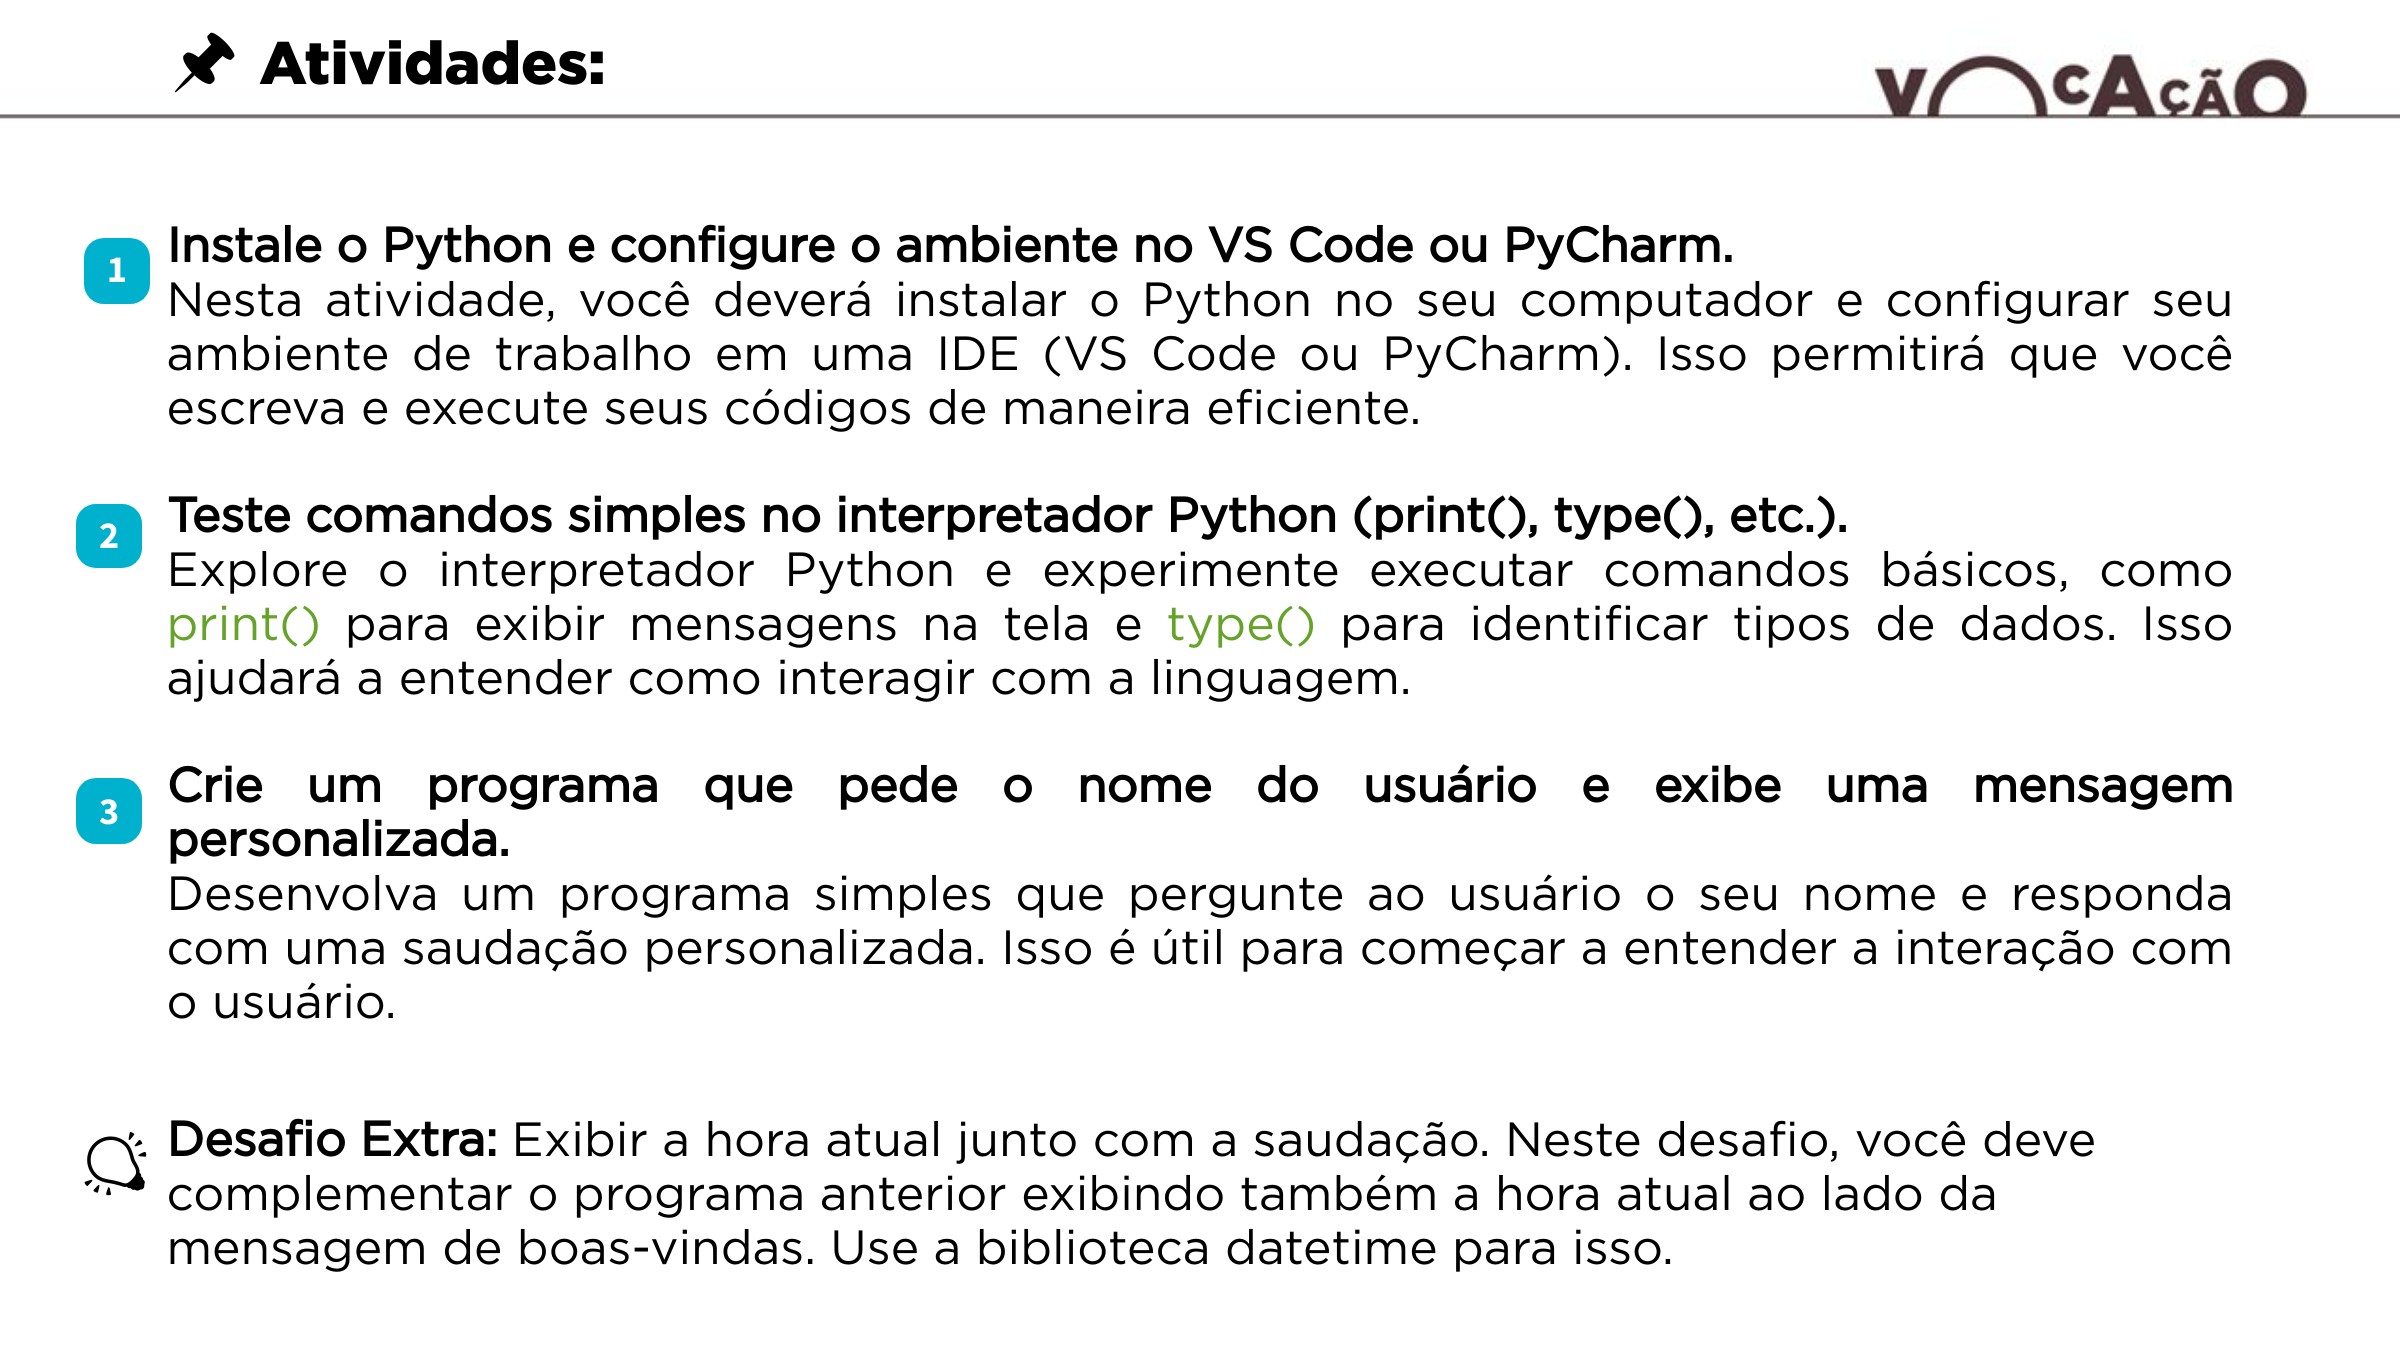 Atividades:
VOCAÇÃO
1
Instale o Python e configure o ambiente no VS Code ou PyCharm.
Nesta atividade, você deverá instalar o Python no seu computador e configurar seu
ambiente de trabalho em uma IDE (VS Code ou PyCharm). Isso permitirá que você
escreva e execute seus códigos de maneira eficiente.
2
Teste comandos simples no interpretador Python (print(), type(), etc.).
Explore o interpretador Python e experimente executar comandos básicos, como
print() para exibir mensagens na tela e type() para identificar tipos de dados. Isso
ajudará a entender como interagir com a linguagem.
3
Crie um programa que pede o nome do usuário e exibe uma mensagem
personalizada.
Desenvolva um programa simples que pergunte ao usuário o seu nome e responda
com uma saudação personalizada. Isso é útil para começar a entender a interação com
o usuário.
Desafio Extra: Exibir a hora atual junto com a saudação. Neste desafio, você deve
complementar o programa anterior exibindo também a hora atual ao lado da
mensagem de boas-vindas. Use a biblioteca datetime para isso.